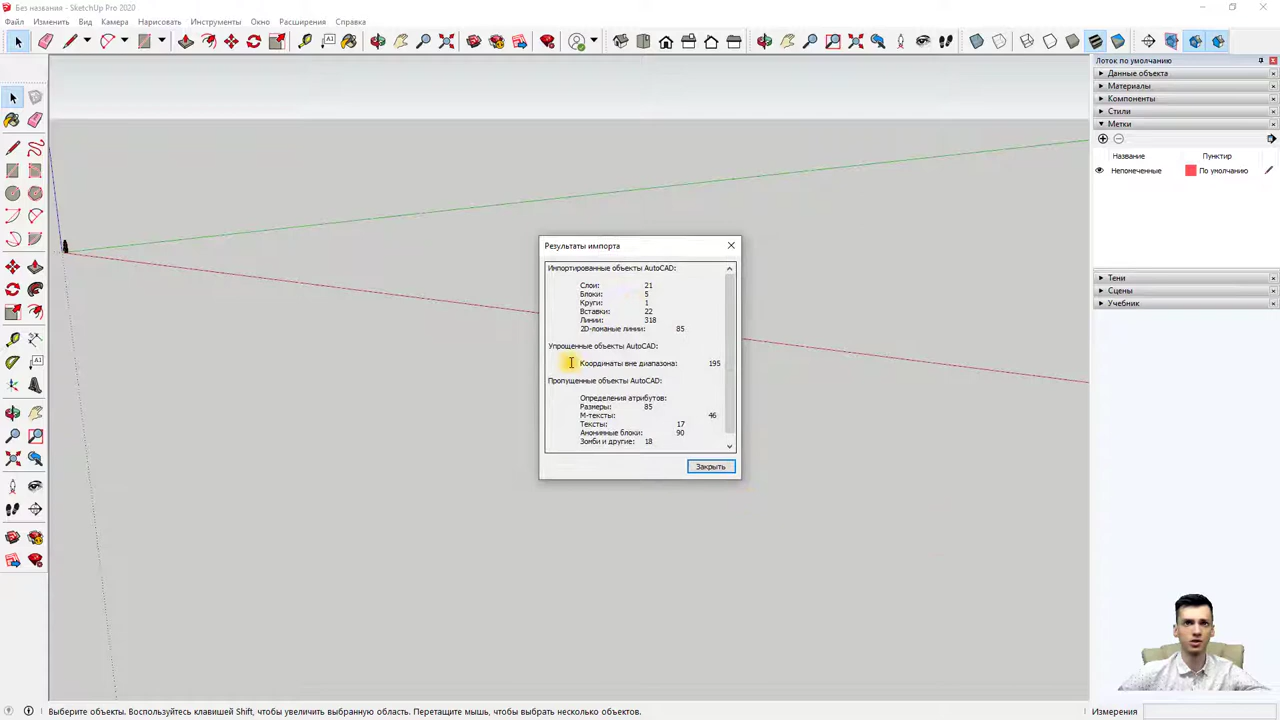 Без названия - SketchUp Pro 2020
Файл Изменить Вид Камера Нарисовать Инструменты Окно Расширения Справка
Лоток по умолчанию
Данные объекта
Материалы
Компоненты
Стили
Метки
Название Пунктир
Непомеченные По умолчанию
Тени
Сцены
Учебник
Результаты импорта
Импортированные объекты AutoCAD:
Слои: 21
Блоки: 5
Круги: 1
Вставки: 22
Линии: 318
2D-ломаные линии: 85
Упрощенные объекты AutoCAD:
Координаты вне диапазона: 195
Пропущенные объекты AutoCAD:
Определения атрибутов:
Размеры: 85
М-тексты: 46
Тексты: 17
Анонимные блоки: 90
Зомби и другие: 18
Закрыть
Выберите объекты. Воспользуйтесь клавишей Shift, чтобы увеличить выбранную область. Перетащите мышь, чтобы выбрать несколько объектов.
Измерения